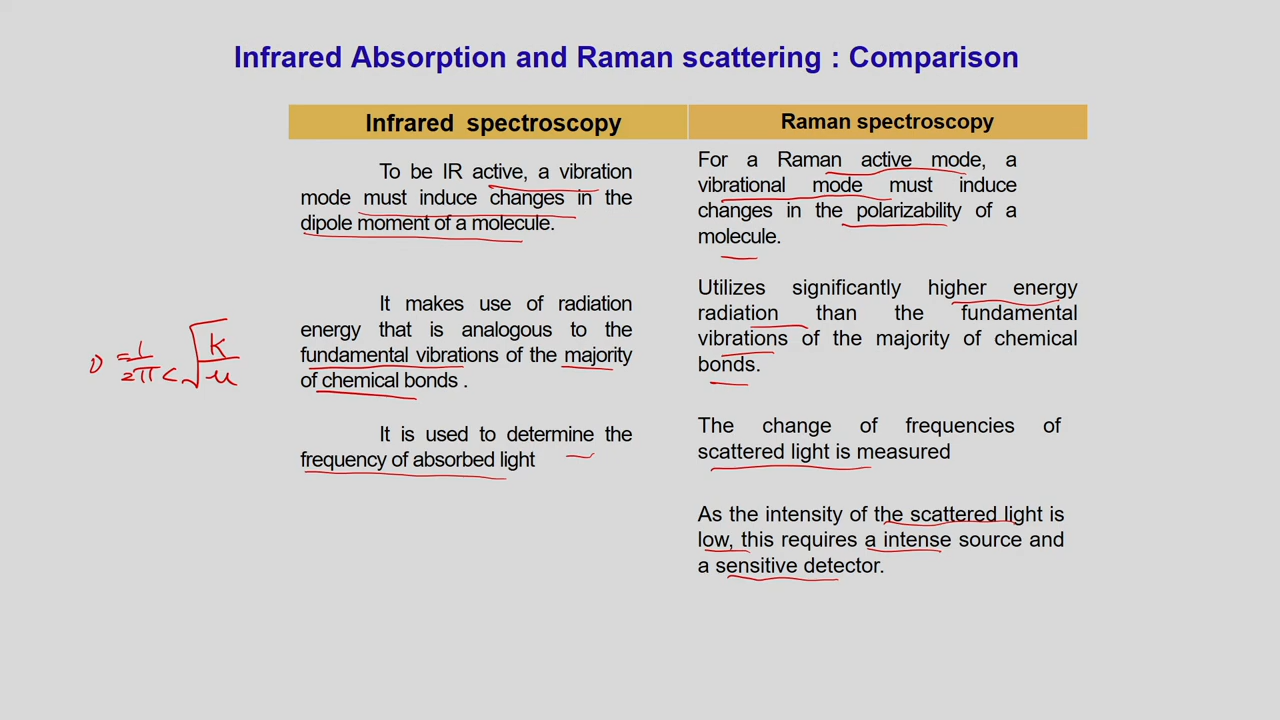 Infrared Absorption and Raman scattering : Comparison
Infrared spectroscopy
Raman spectroscopy
To be IR active, a vibration
mode must induce changes in the
dipole moment of a molecule.
For a Raman active mode, a
vibrational mode must induce
changes in the polarizability of a
molecule.
It makes use of radiation
energy that is analogous to the
fundamental vibrations of the majority
of chemical bonds .
Utilizes significantly higher energy
radiation than the fundamental
vibrations of the majority of chemical
bonds.
ν = 1/2πc √K/μ
It is used to determine the
frequency of absorbed light
The change of frequencies of
scattered light is measured
As the intensity of the scattered light is
low, this requires a intense source and
a sensitive detector.